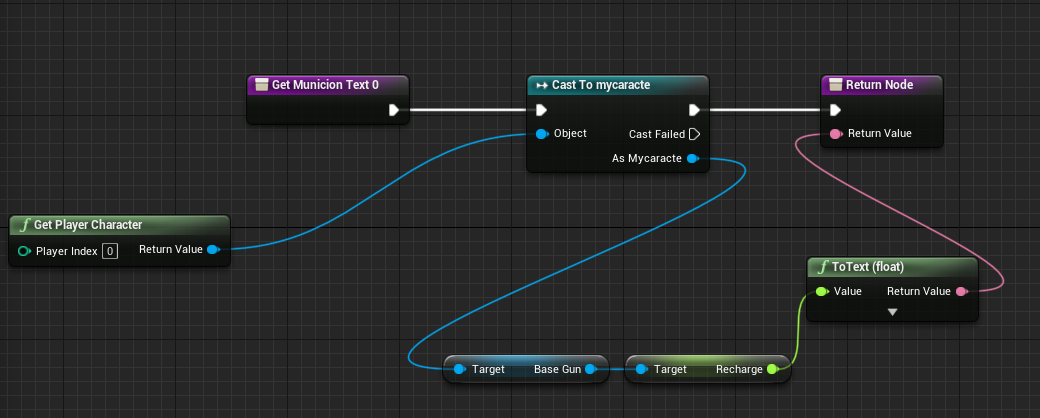 Get Municion Text 0
Cast To mycaracte
Return Node
Object
Cast Failed
Return Value
As Mycaracte
f Get Player Character
Player Index 0
Return Value
f ToText (float)
Value
Return Value
Target
Base Gun
Target
Recharge